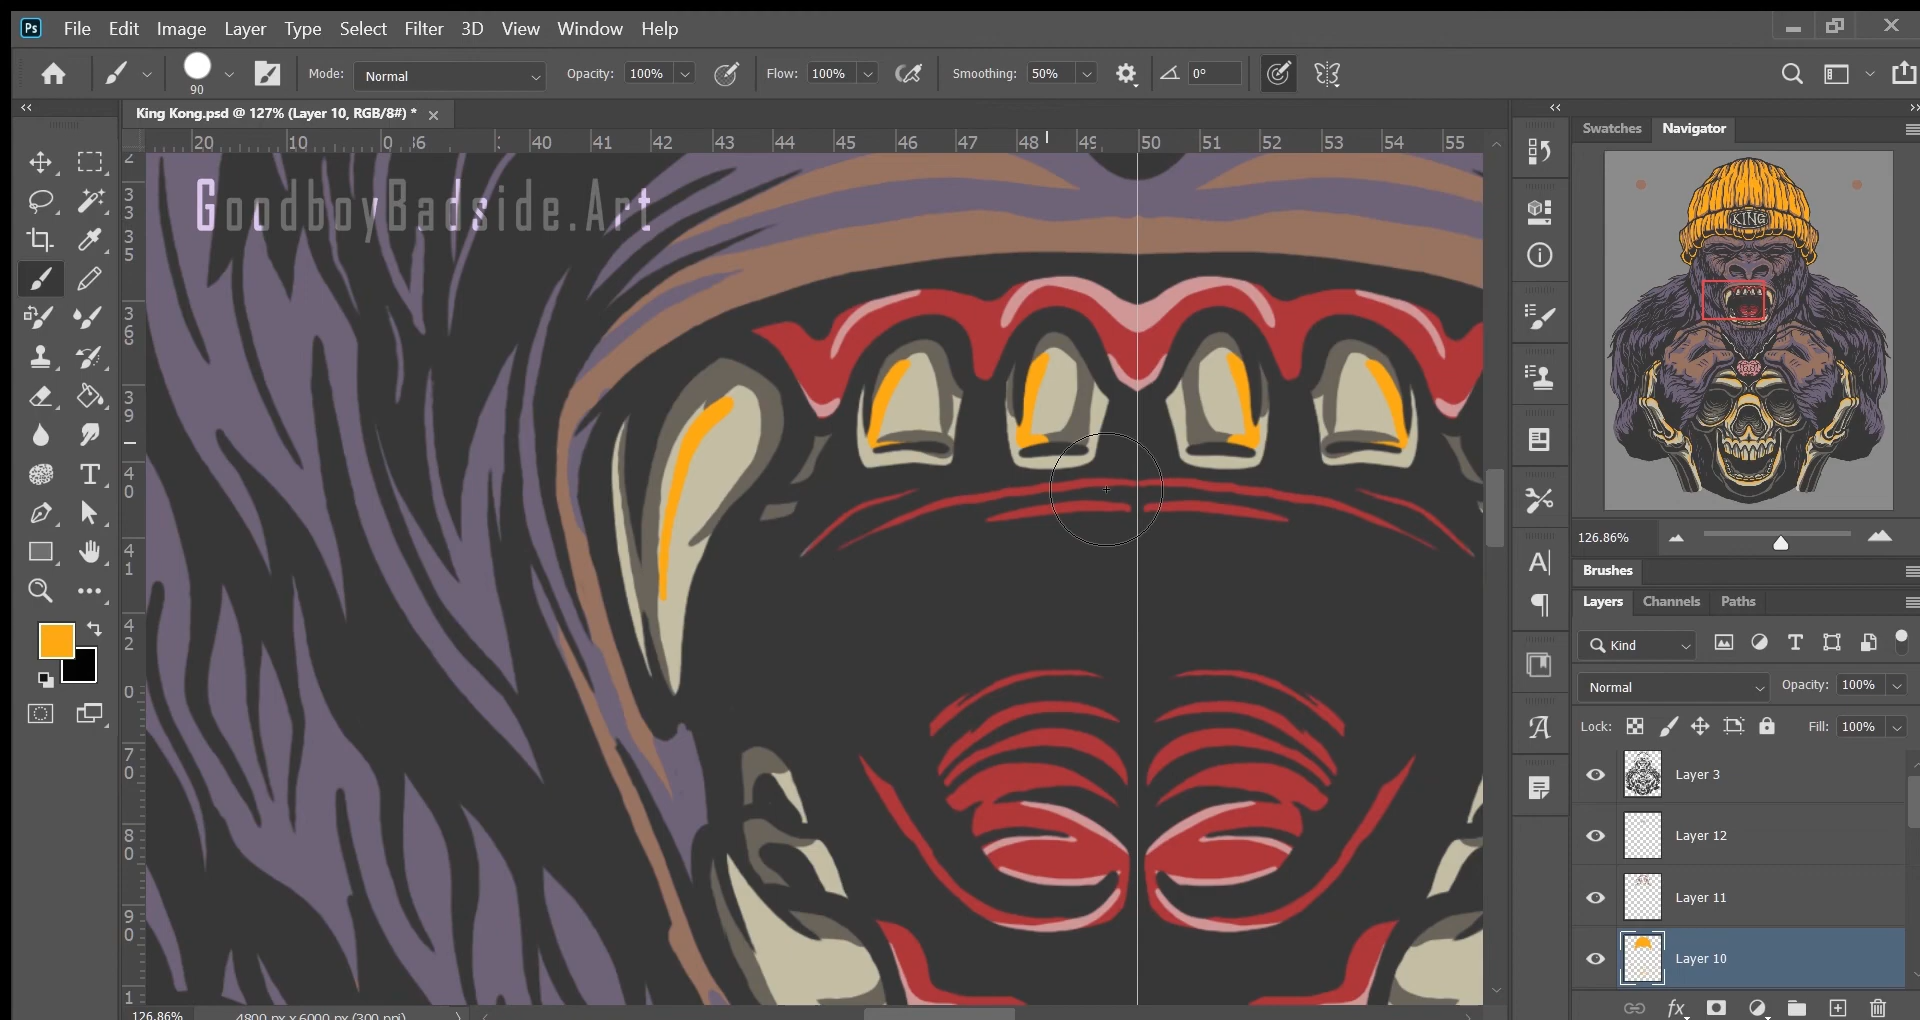 Ps File Edit Image Layer Type Select Filter 3D View Window Help
90 Mode: Normal Opacity: 100% Flow: 100% Smoothing: 50% 0°
King Kong.psd @ 127% (Layer 10, RGB/8#) *
20 10 0 36 40 41 42 43 44 45 46 47 48 49 50 51 52 53 54 55
GoodboyBadside.Art
Swatches Navigator
KING
126.86%
Brushes
Layers Channels Paths
Kind
Normal Opacity: 100%
Lock: Fill: 100%
Layer 3
Layer 12
Layer 11
Layer 10
fx
126.86% 4800 px x 6000 px (300 ppi)